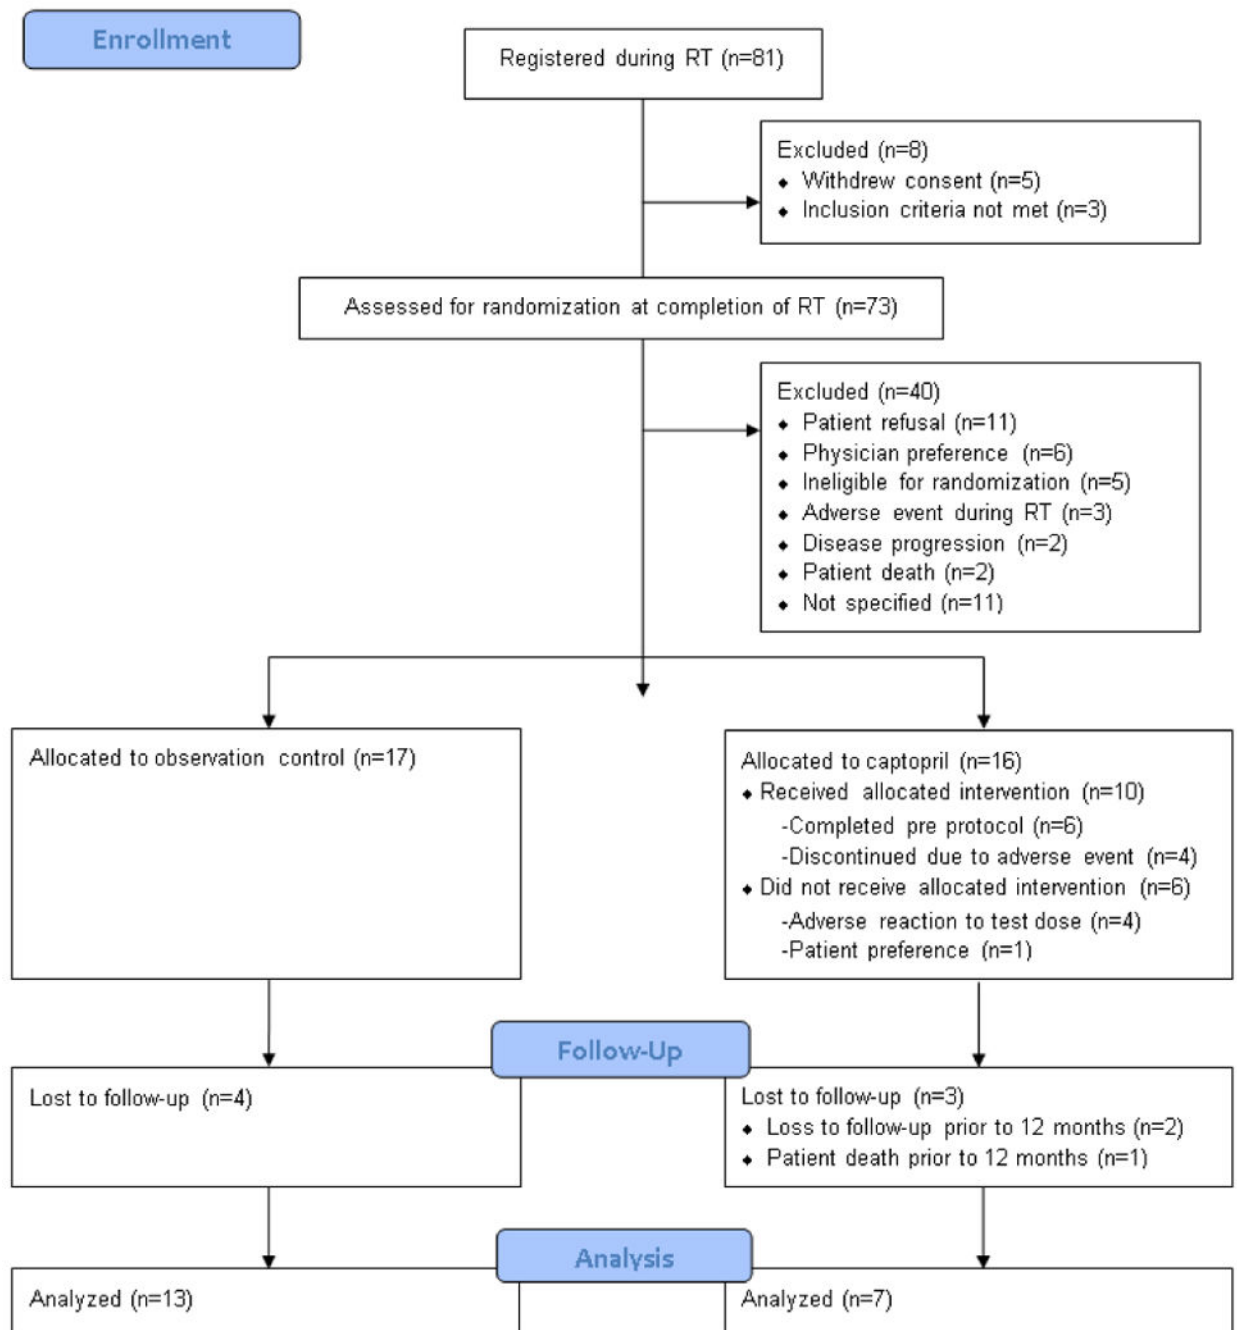 Enrollment
Registered during RT (n=81)
Excluded (n=8)
♦ Withdrew consent (n=5)
♦ Inclusion criteria not met (n=3)
Assessed for randomization at completion of RT (n=73)
Excluded (n=40)
♦ Patient refusal (n=11)
♦ Physician preference (n=6)
♦ Ineligible for randomization (n=5)
♦ Adverse event during RT (n=3)
♦ Disease progression (n=2)
♦ Patient death (n=2)
♦ Not specified (n=11)
Allocated to observation control (n=17)
Allocated to captopril (n=16)
♦ Received allocated intervention (n=10)
-Completed pre protocol (n=6)
-Discontinued due to adverse event (n=4)
♦ Did not receive allocated intervention (n=6)
-Adverse reaction to test dose (n=4)
-Patient preference (n=1)
Follow-Up
Lost to follow-up (n=4)
Lost to follow-up (n=3)
♦ Loss to follow-up prior to 12 months (n=2)
♦ Patient death prior to 12 months (n=1)
Analysis
Analyzed (n=13)
Analyzed (n=7)